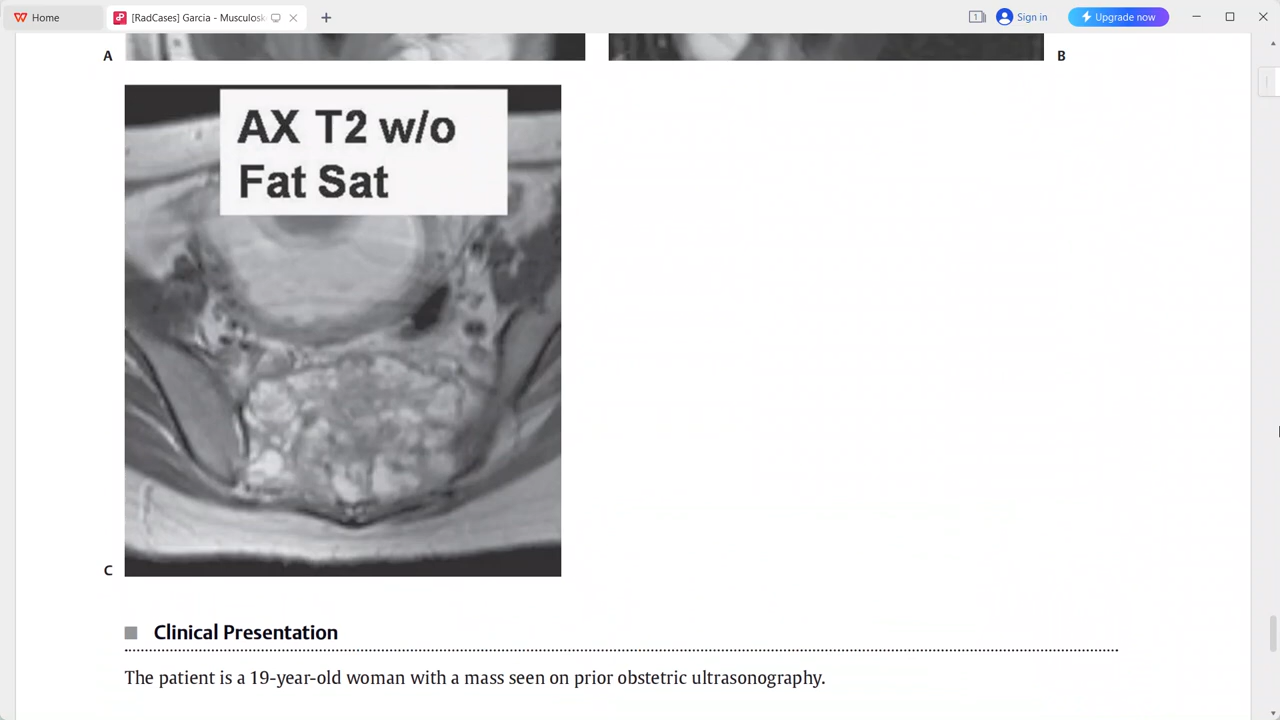 Home
[RadCases] Garcia - Musculosk
Sign in
Upgrade now
A
B
AX T2 w/o
Fat Sat
C
Clinical Presentation
The patient is a 19-year-old woman with a mass seen on prior obstetric ultrasonography.